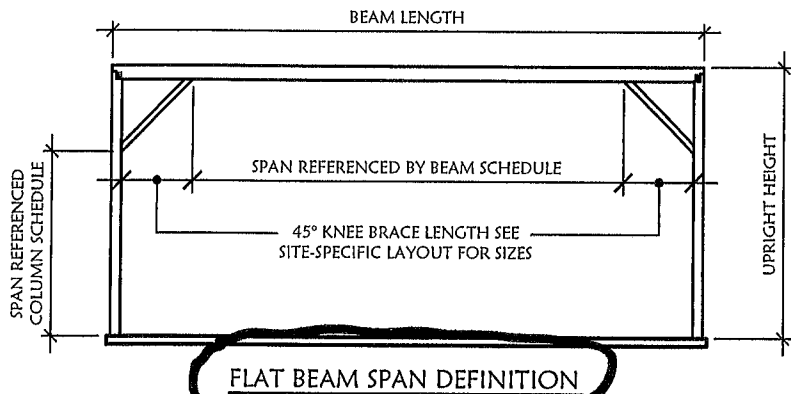 BEAM LENGTH
SPAN REFERENCED BY BEAM SCHEDULE
45° KNEE BRACE LENGTH SEE
SITE-SPECIFIC LAYOUT FOR SIZES
SPAN REFERENCED
COLUMN SCHEDULE
UPRIGHT HEIGHT
FLAT BEAM SPAN DEFINITION